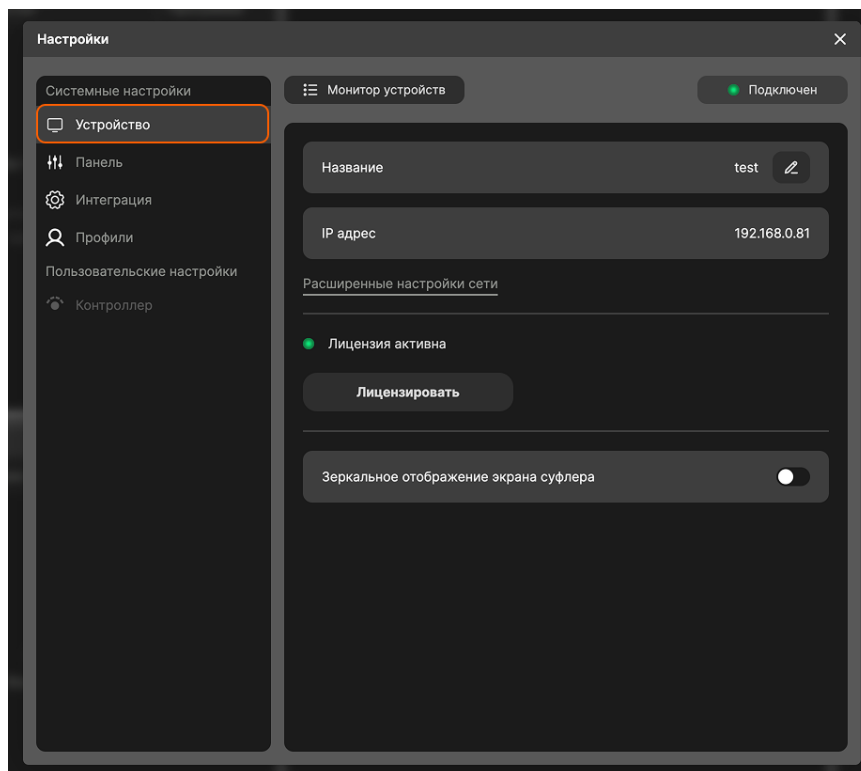 Настройки
Системные настройки
Устройство
Панель
Интеграция
Профили
Пользовательские настройки
Контроллер
Монитор устройств
Подключен
Название
test
IP адрес
192.168.0.81
Расширенные настройки сети
Лицензия активна
Лицензировать
Зеркальное отображение экрана суфлера